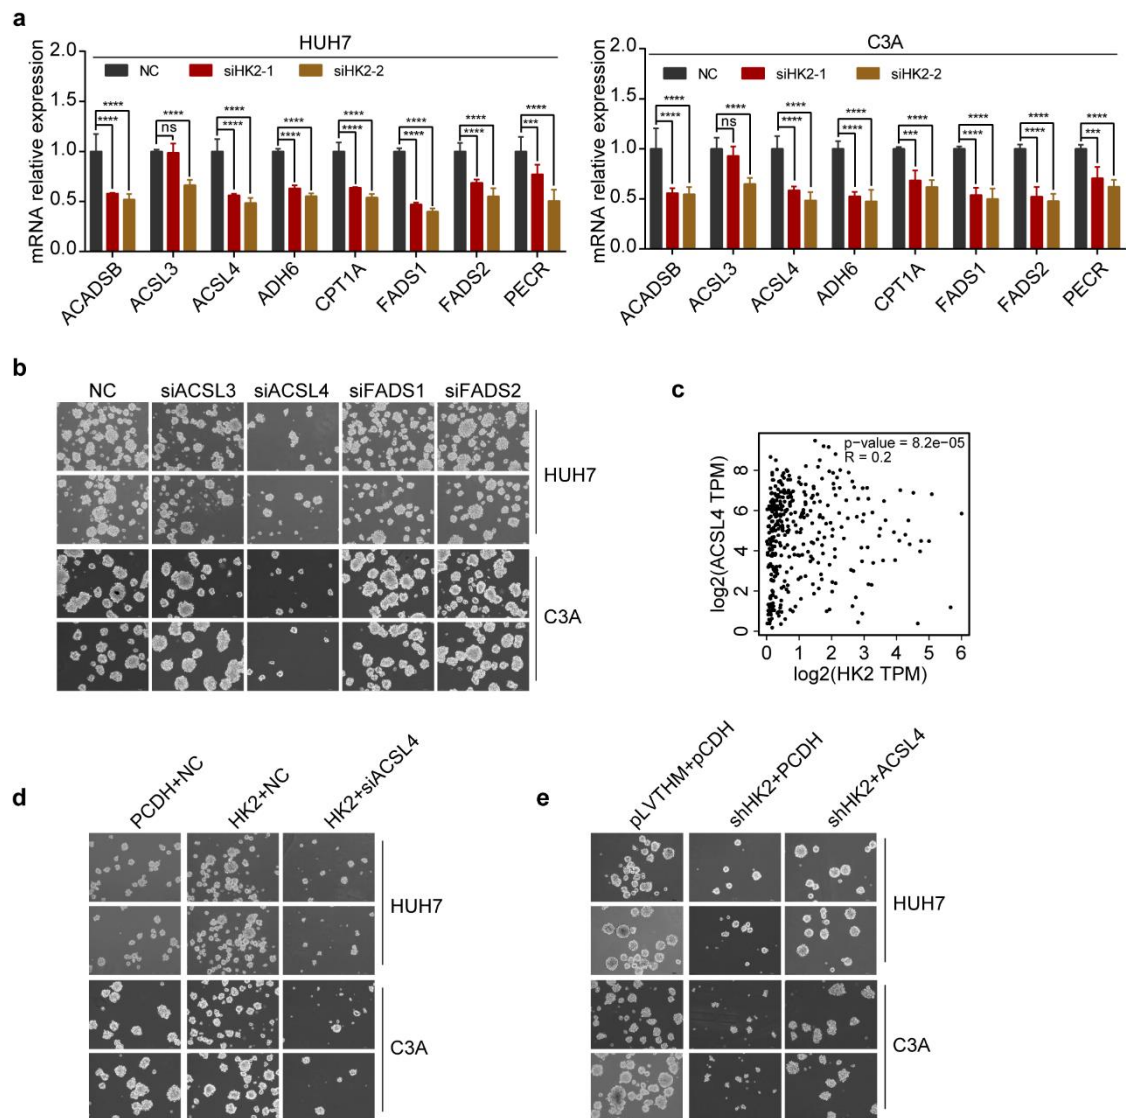 a
HUH7
mRNA relative expression
2.0
1.5
1.0
0.5
0.0
NC siHK2-1 siHK2-2
**** **** **** ns **** **** **** **** **** **** **** **** **** **** **** ***
ACADSB ACSL3 ACSL4 ADH6 CPT1A FADS1 FADS2 PECR
C3A
mRNA relative expression
2.0
1.5
1.0
0.5
0.0
NC siHK2-1 siHK2-2
**** **** **** ns **** **** **** **** **** *** **** **** **** **** **** ***
ACADSB ACSL3 ACSL4 ADH6 CPT1A FADS1 FADS2 PECR
b
NC siACSL3 siACSL4 siFADS1 siFADS2
HUH7
C3A
c
p-value = 8.2e-05
R = 0.2
log2(ACSL4 TPM)
8
6
4
2
0
0 1 2 3 4 5 6
log2(HK2 TPM)
d
PCDH+NC HK2+NC HK2+siACSL4
HUH7
C3A
e
pLVTHM+pCDH shHK2+PCDH shHK2+ACSL4
HUH7
C3A